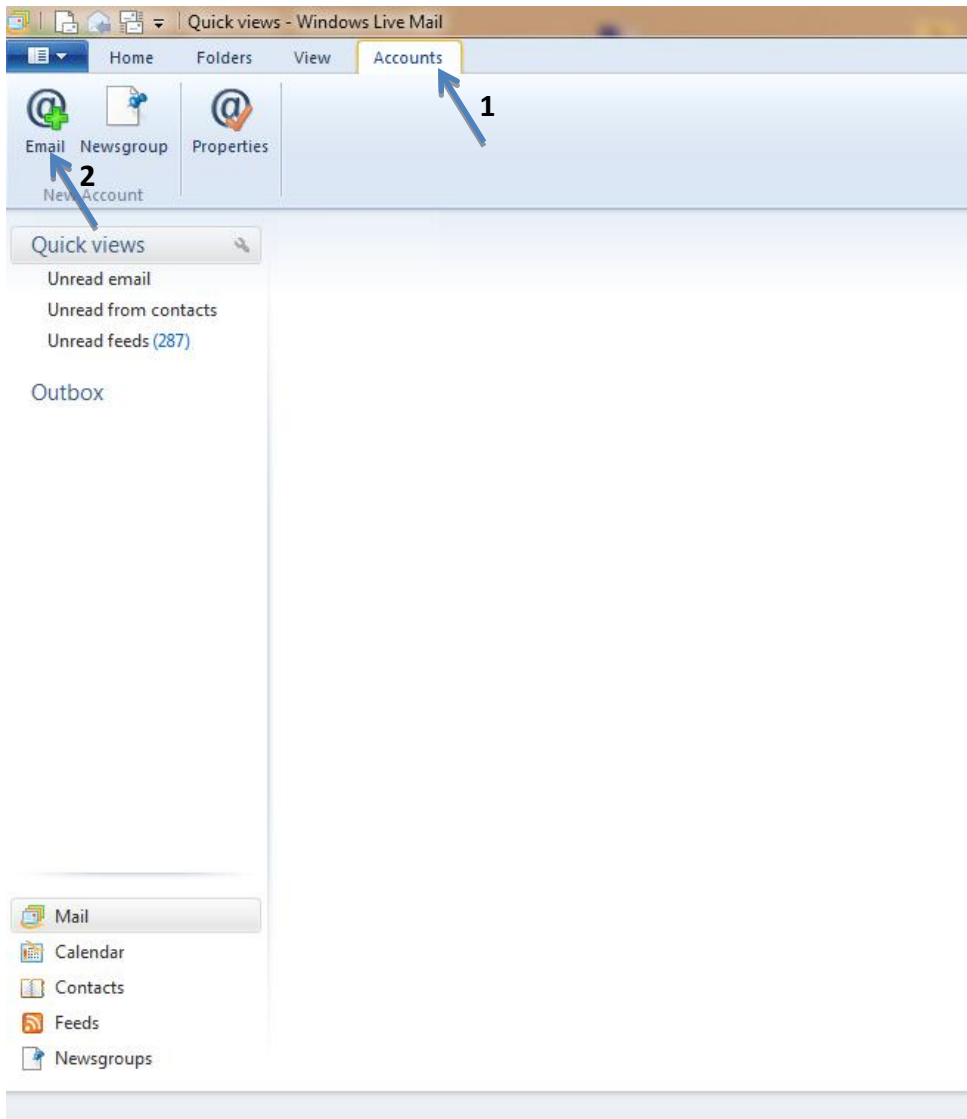 Quick views - Windows Live Mail
Home Folders View Accounts
1
Email Newsgroup Properties
2
New Account
Quick views
Unread email
Unread from contacts
Unread feeds (287)
Outbox
Mail
Calendar
Contacts
Feeds
Newsgroups